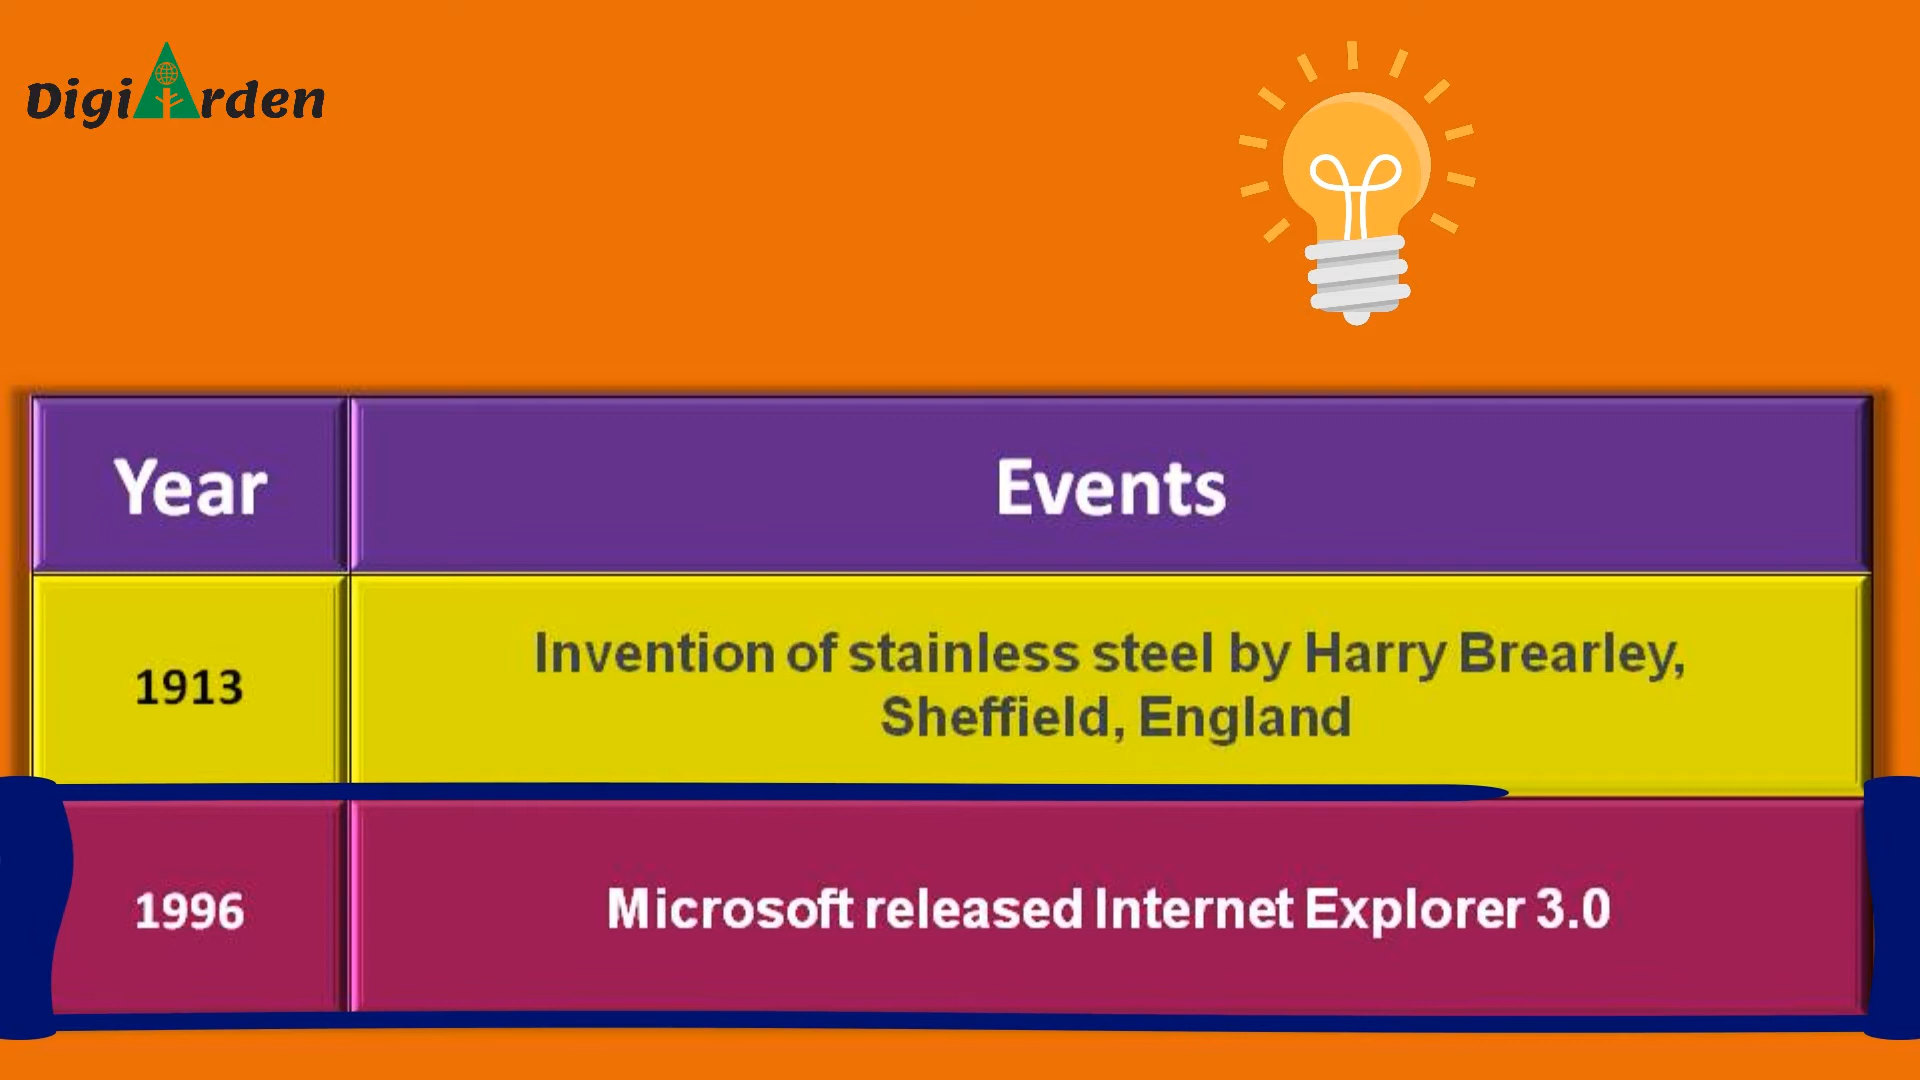 DigiArden
Year
Events
1913
Invention of stainless steel by Harry Brearley,
Sheffield, England
1996
Microsoft released Internet Explorer 3.0